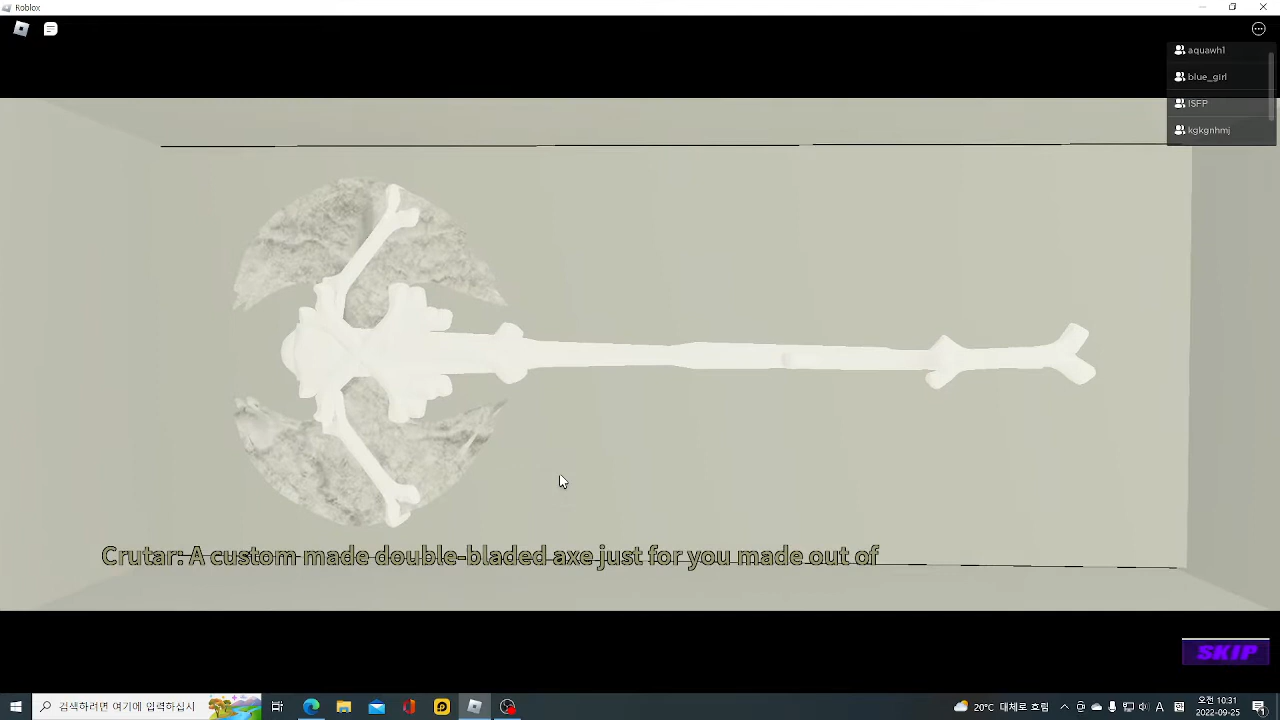 Roblox
aquawh1
blue_girl
ISFP
kgkgnhmj
Crutar: A custom made double-bladed axe just for you made out of
SKIP
검색하려면 여기에 입력하십시
20°C 대체로 흐림
A
한
오전 10:31
2022-09-25
1